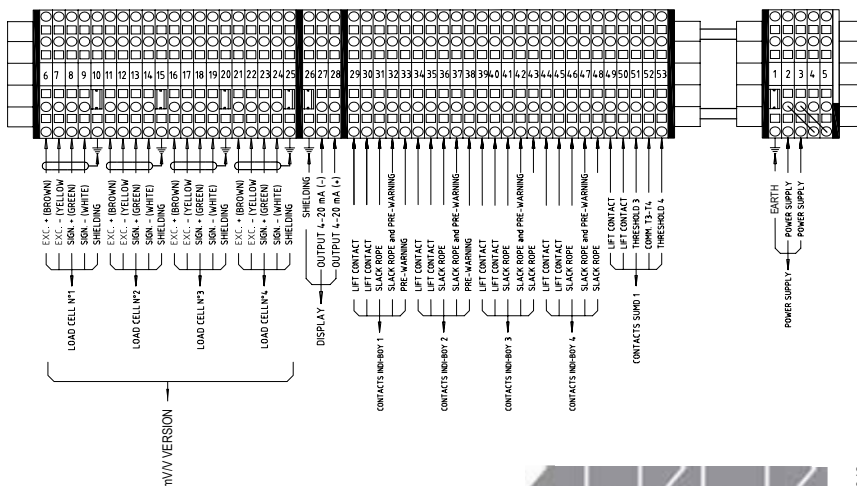 6 7 8 9 10 11 12 13 14 15 16 17 18 19 20 21 22 23 24 25 26 27 28 29 30 31 32 33 34 35 36 37 38 39 40 41 42 43 44 45 46 47 48 49 50 51 52 53
1 2 3 4 5
EXC. + (BROWN)
EXC. - (YELLOW
SIGN. + (GREEN)
SIGN. - (WHITE)
SHIELDING
EXC. + (BROWN)
EXC. - (YELLOW
SIGN. + (GREEN)
SIGN. - (WHITE)
SHIELDING
EXC. + (BROWN)
EXC. - (YELLOW
SIGN. + (GREEN)
SIGN. - (WHITE)
SHIELDING
EXC. + (BROWN)
EXC. - (YELLOW
SIGN. + (GREEN)
SIGN. - (WHITE)
SHIELDING
SHIELDING
OUTPUT 4-20 mA (-)
OUTPUT 4-20 mA (+)
LIFT CONTACT
LIFT CONTACT
SLACK ROPE
SLACK ROPE and PRE-WARNING
PRE-WARNING
LIFT CONTACT
LIFT CONTACT
SLACK ROPE
SLACK ROPE and PRE-WARNING
PRE-WARNING
LIFT CONTACT
LIFT CONTACT
SLACK ROPE
SLACK ROPE and PRE-WARNING
SLACK ROPE
LIFT CONTACT
LIFT CONTACT
SLACK ROPE
SLACK ROPE and PRE-WARNING
SLACK ROPE
LIFT CONTACT
LIFT CONTACT
THRESHOLD 3
COMM. T3-T4
THRESHOLD 4
EARTH
POWER SUPPLY
POWER SUPPLY
LOAD CELL N°1
LOAD CELL N°2
LOAD CELL N°3
LOAD CELL N°4
DISPLAY
CONTACTS INDI-BOY 1
CONTACTS INDI-BOY 2
CONTACTS INDI-BOY 3
CONTACTS INDI-BOY 4
CONTACTS SUMD 1
POWER SUPPLY
mV/V VERSION